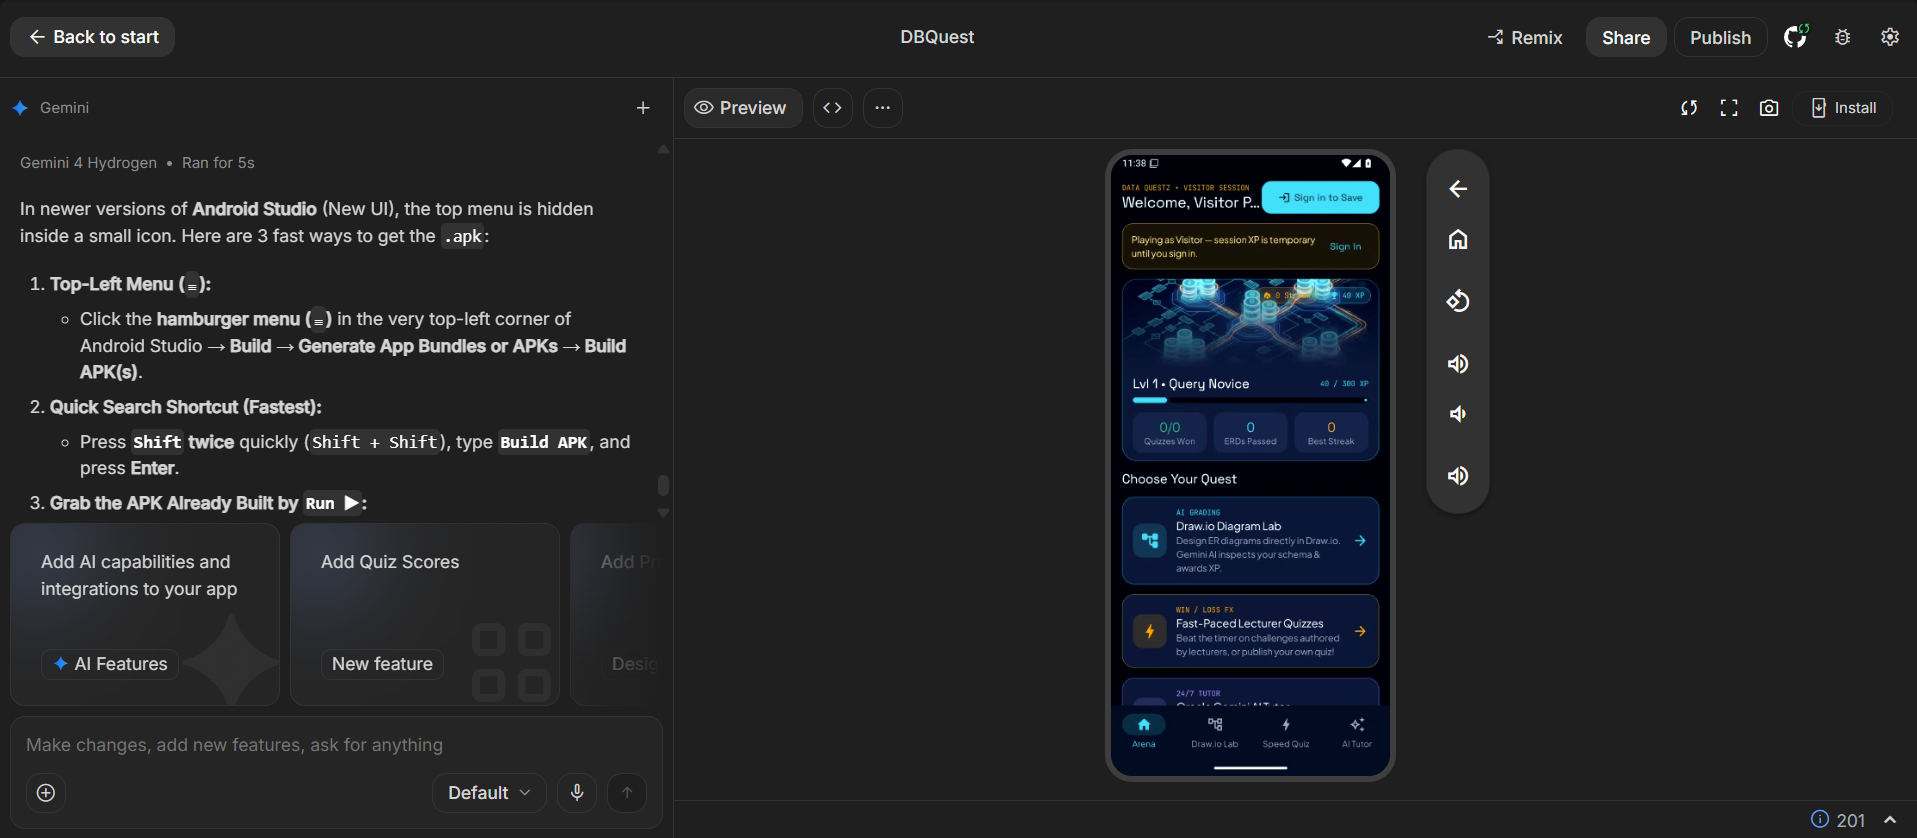 Back to start
DBQuest
Remix
Share
Publish
Gemini
Preview
Install
Gemini 4 Hydrogen • Ran for 5s
In newer versions of Android Studio (New UI), the top menu is hidden
inside a small icon. Here are 3 fast ways to get the .apk:
1. Top-Left Menu (≡):
Click the hamburger menu (≡) in the very top-left corner of
Android Studio → Build → Generate App Bundles or APKs → Build
APK(s).
2. Quick Search Shortcut (Fastest):
Press Shift twice quickly (Shift + Shift), type Build APK, and
press Enter.
3. Grab the APK Already Built by Run ▶:
Add AI capabilities and
integrations to your app
AI Features
Add Quiz Scores
New feature
Add Pr
Desig
Make changes, add new features, ask for anything
Default
11:38
DATA QUESTZ • VISITOR SESSION
Welcome, Visitor P...
Sign in to Save
Playing as Visitor — session XP is temporary
until you sign in.
Sign In
40 XP
Lvl 1 • Query Novice
40 / 300 XP
0/0
Quizzes Won
0
ERDs Passed
0
Best Streak
Choose Your Quest
AI GRADING
Draw.io Diagram Lab
Design ER diagrams directly in Draw.io.
Gemini AI inspects your schema &
awards XP.
WIN / LOSS FX
Fast-Paced Lecturer Quizzes
Beat the timer on challenges authored
by lecturers, or publish your own quiz!
24/7 TUTOR
Arena
Draw.io Lab
Speed Quiz
AI Tutor
201